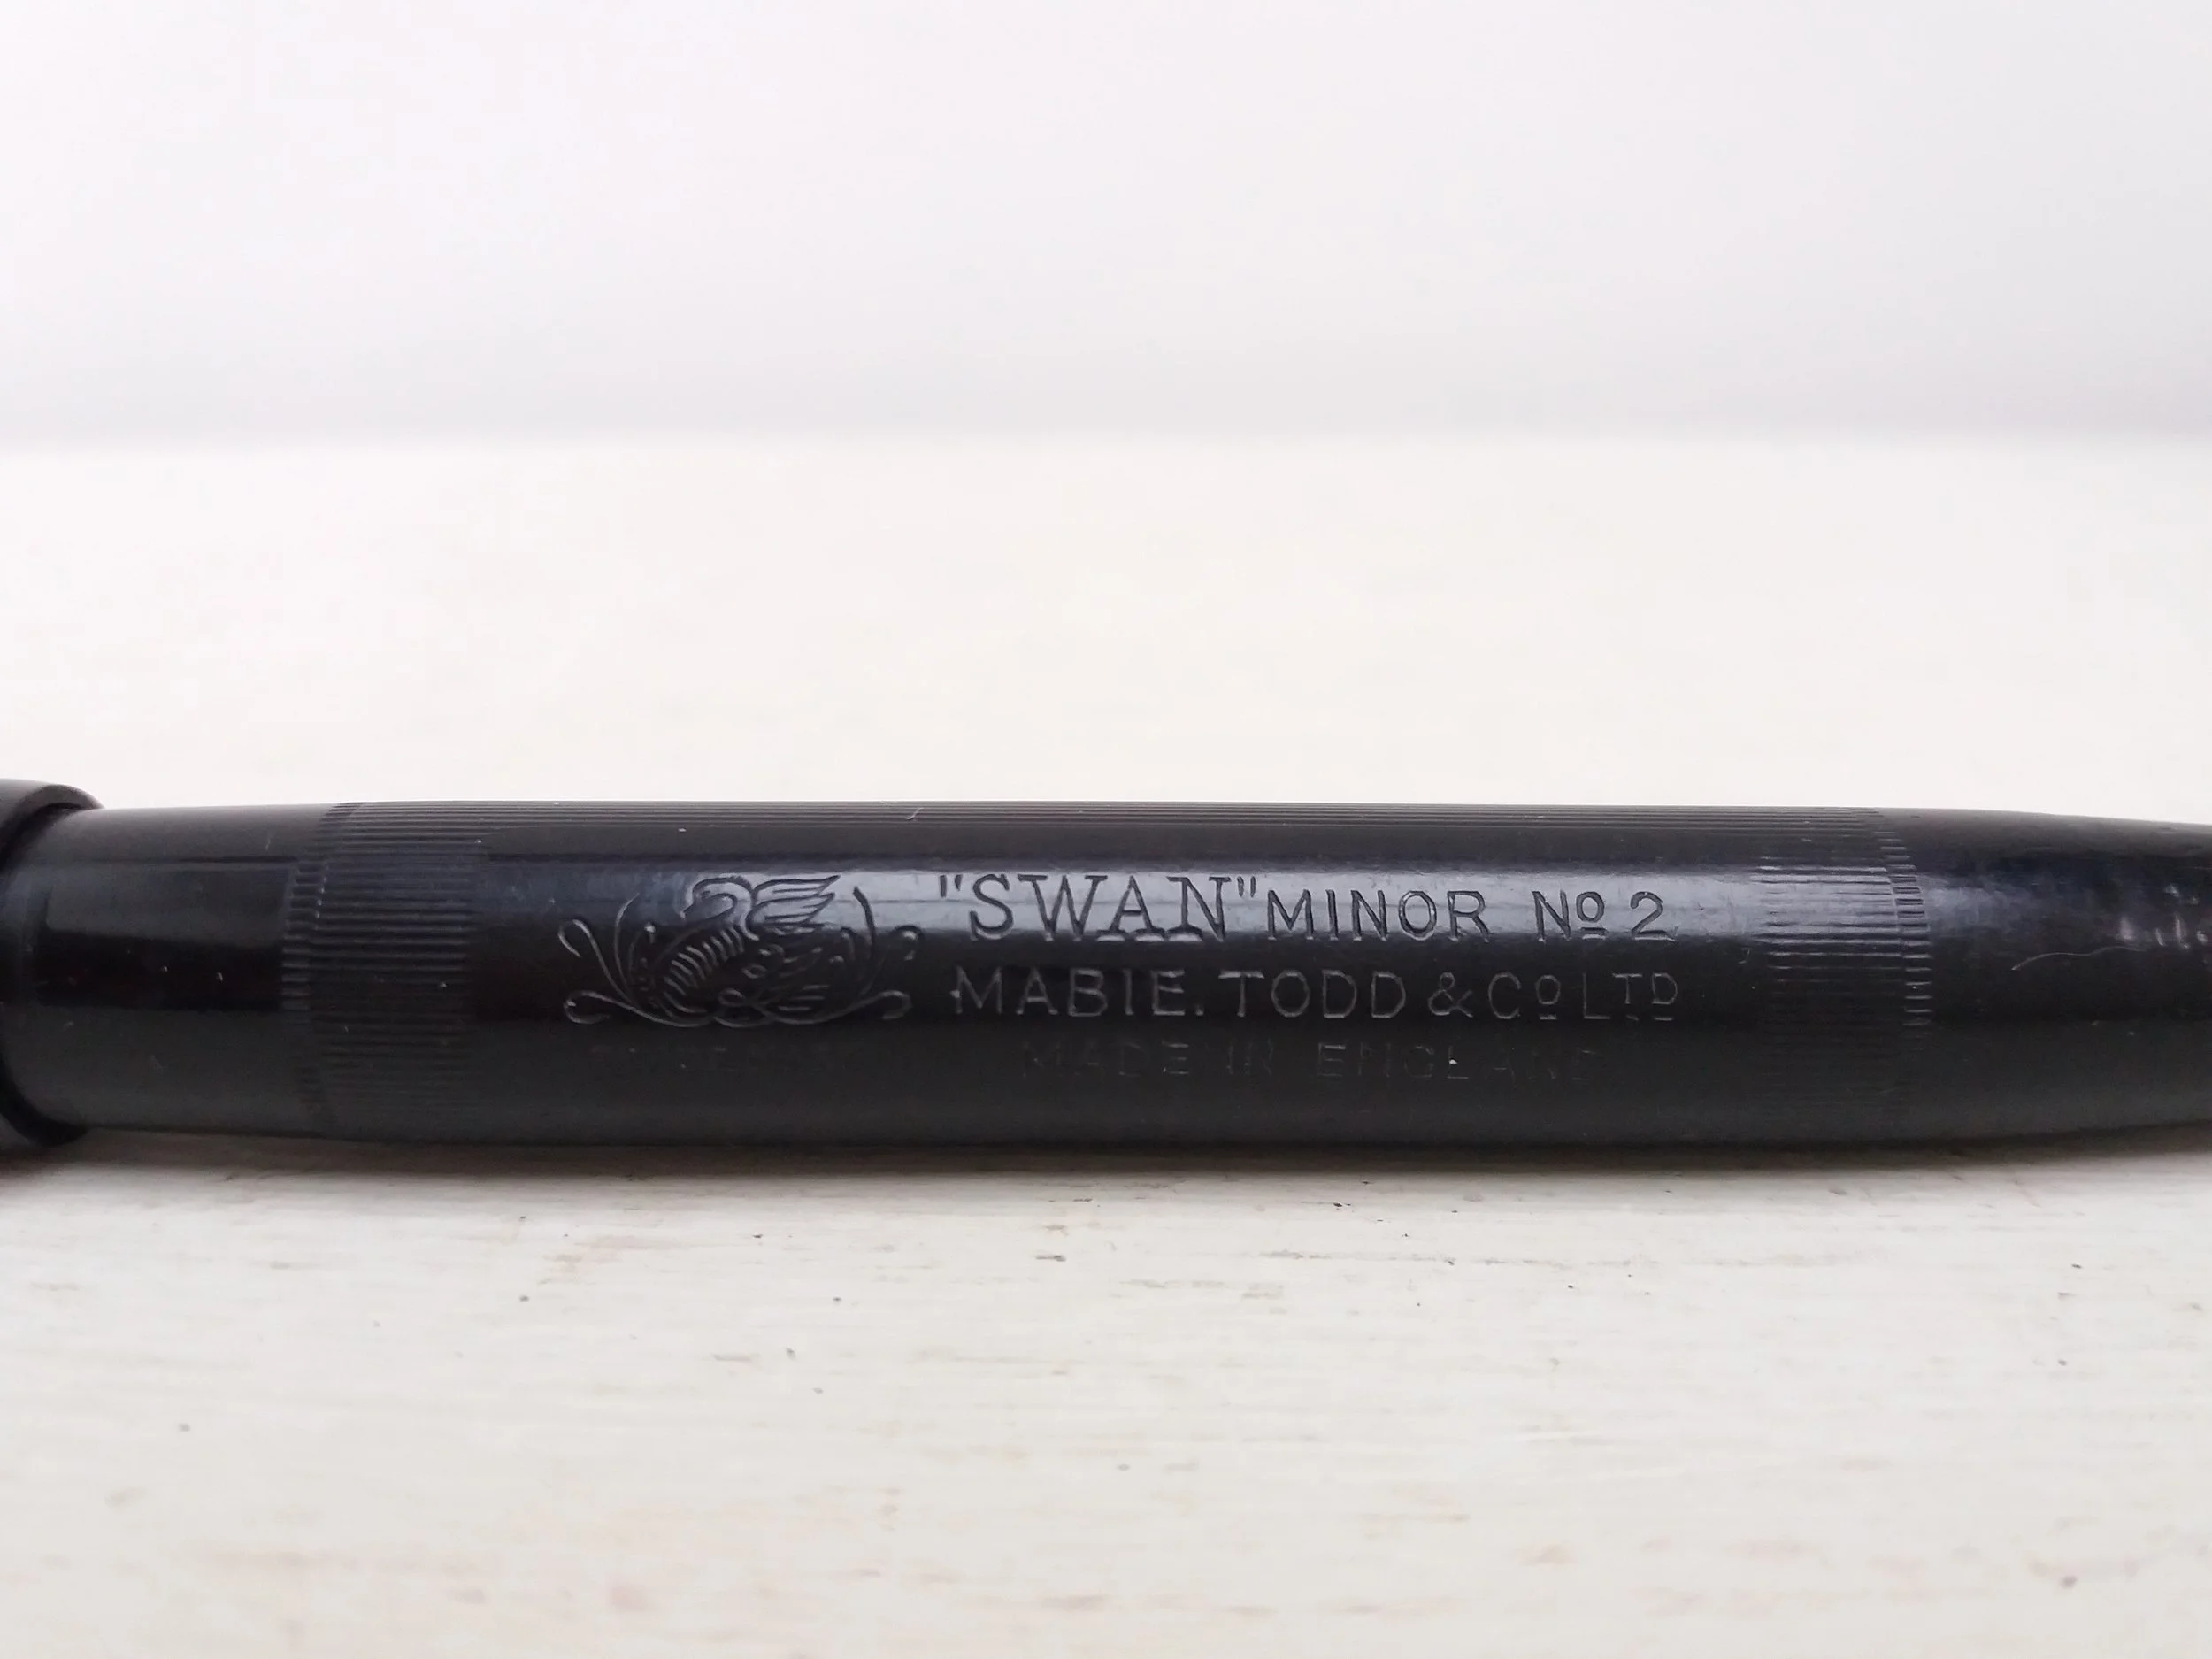 "SWAN" MINOR Nº 2
MABIE. TODD & Cº LTD
MADE IN ENGLAND